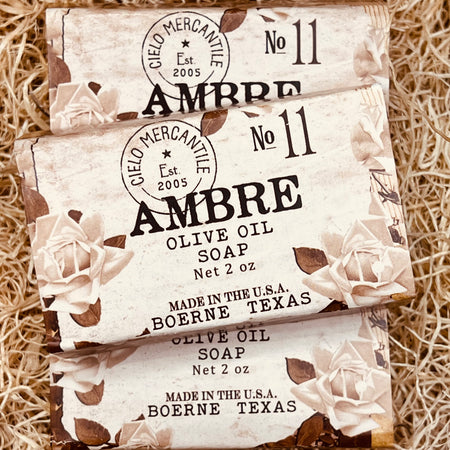 CIELO MERCANTILE
Est.
2005
No 11
AMBRE
CIELO MERCANTILE
Est.
2005
No 11
AMBRE
OLIVE OIL
SOAP
Net 2 oz
MADE IN THE U.S.A.
BOERNE TEXAS
OLIVE OIL
SOAP
Net 2 oz
MADE IN THE U.S.A.
BOERNE TEXAS